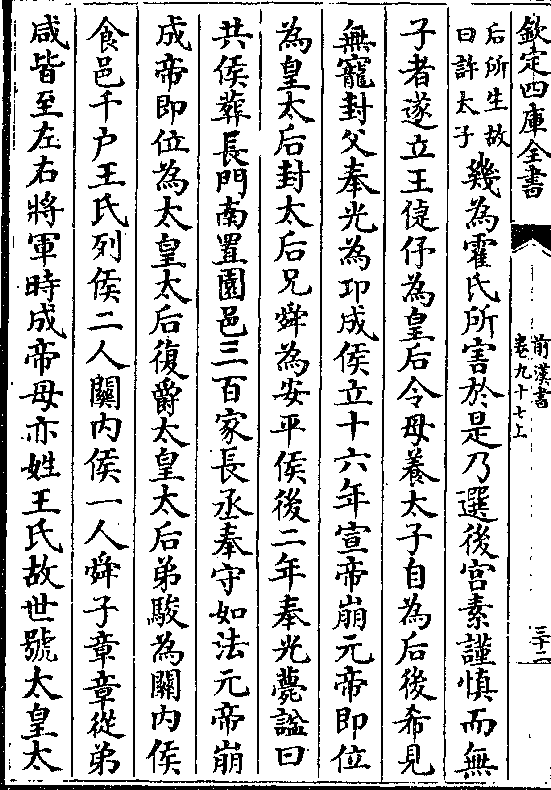 欽定四庫全書
前漢書
卷九十七上
三十二
后所生故
曰許太子
幾為霍氏所害於是乃選後宫素謹慎而無
子者遂立王倢伃為皇后令母養太子自為后後希見
無寵封父奉光為卭成侯立十六年宣帝崩元帝即位
為皇太后封太后兄舜為安平侯後二年奉光薨諡曰
共侯葬長門南置園邑三百家長丞奉守如法元帝崩
成帝即位為太皇太后復爵太皇太后弟駿為關内侯
食邑千户王氏列侯二人關内侯一人舜子章章從弟
咸皆至左右將軍時成帝母亦姓王氏故世號太皇太